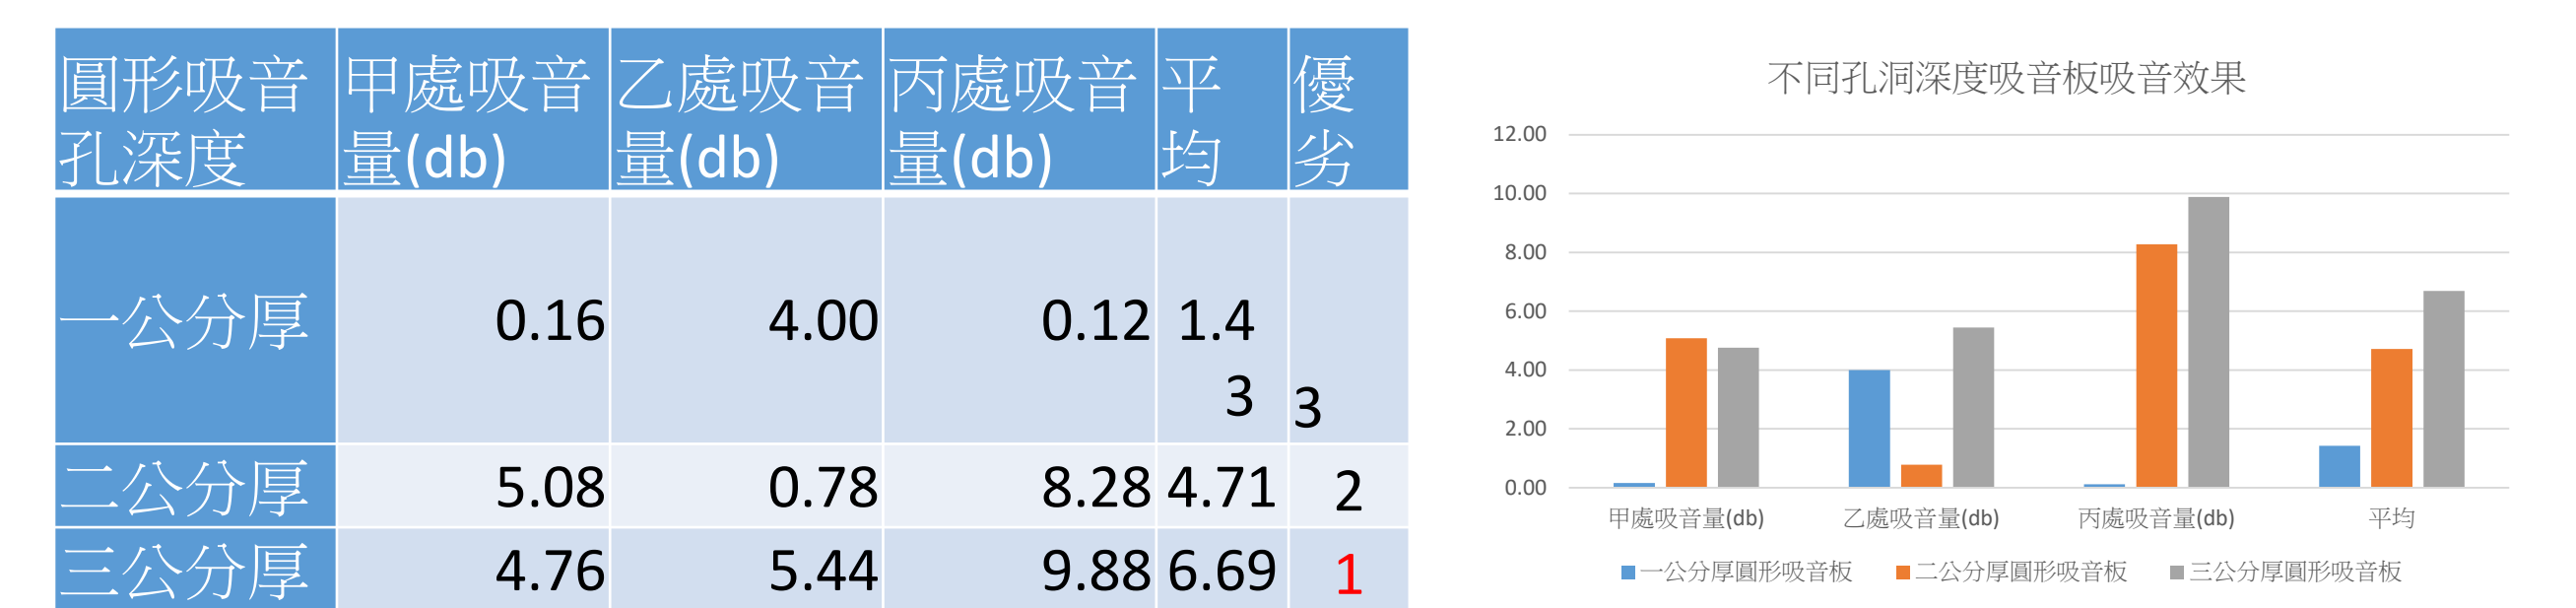 圓形吸音 甲處吸音 乙處吸音 丙處吸音 平 優
孔深度 量(db) 量(db) 量(db) 均 劣
一公分厚 0.16 4.00 0.12 1.4
3 3
二公分厚 5.08 0.78 8.28 4.71 2
三公分厚 4.76 5.44 9.88 6.69 1
不同孔洞深度吸音板吸音效果
12.00
10.00
8.00
6.00
4.00
2.00
0.00
甲處吸音量(db) 乙處吸音量(db) 丙處吸音量(db) 平均
一公分厚圓形吸音板 二公分厚圓形吸音板 三公分厚圓形吸音板